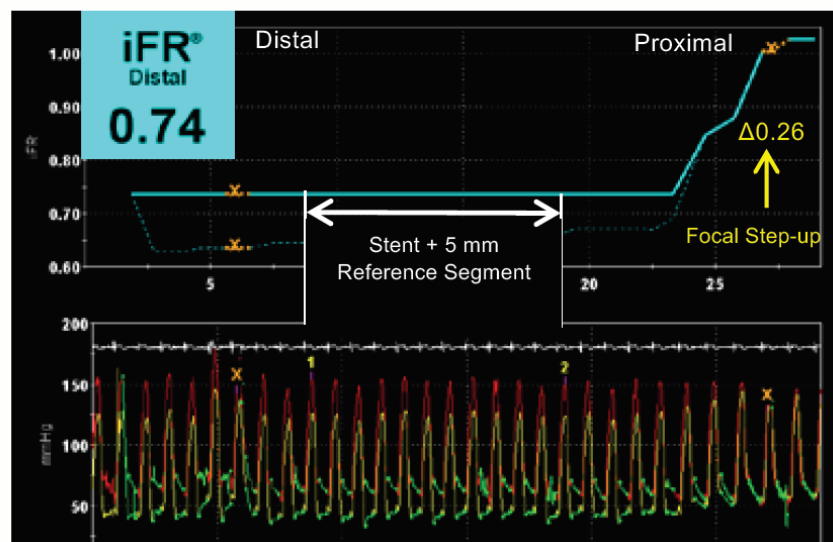 iFR®
Distal
0.74
Distal
Proximal
1.00
0.90
0.80
0.70
0.60
iFR
Δ0.26
Focal Step-up
Stent + 5 mm
Reference Segment
5
20
25
200
150
100
50
mmHg
X
X
X
X
1
2
X